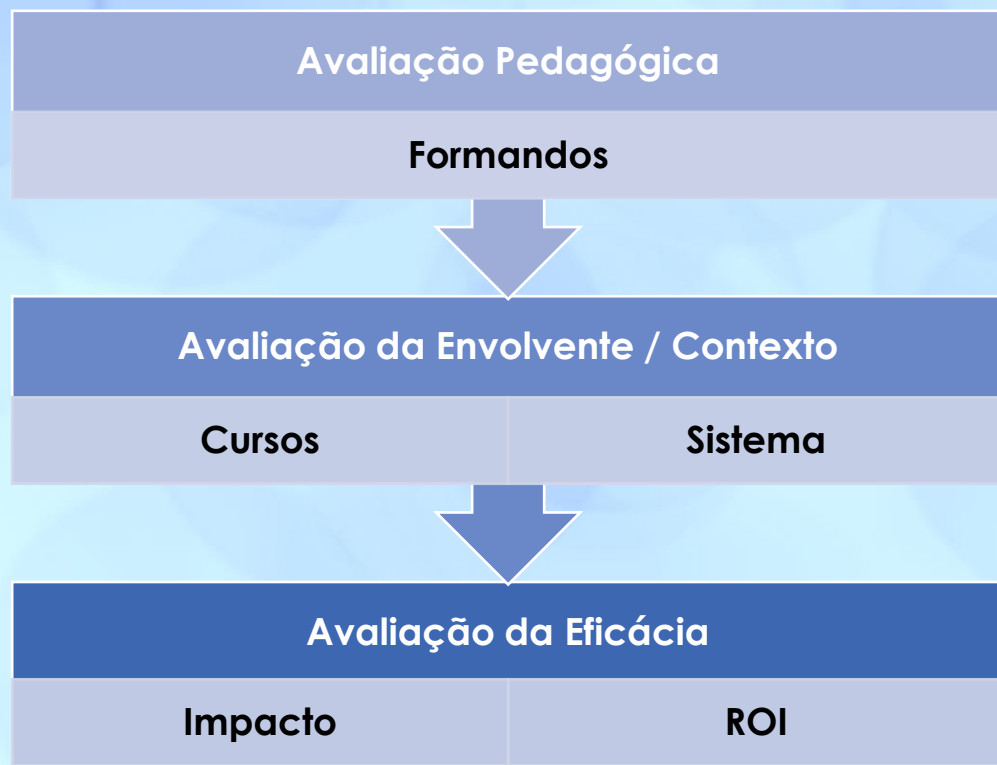 Avaliação Pedagógica
Formandos
Avaliação da Envolvente / Contexto
Cursos
Sistema
Avaliação da Eficácia
Impacto
ROI